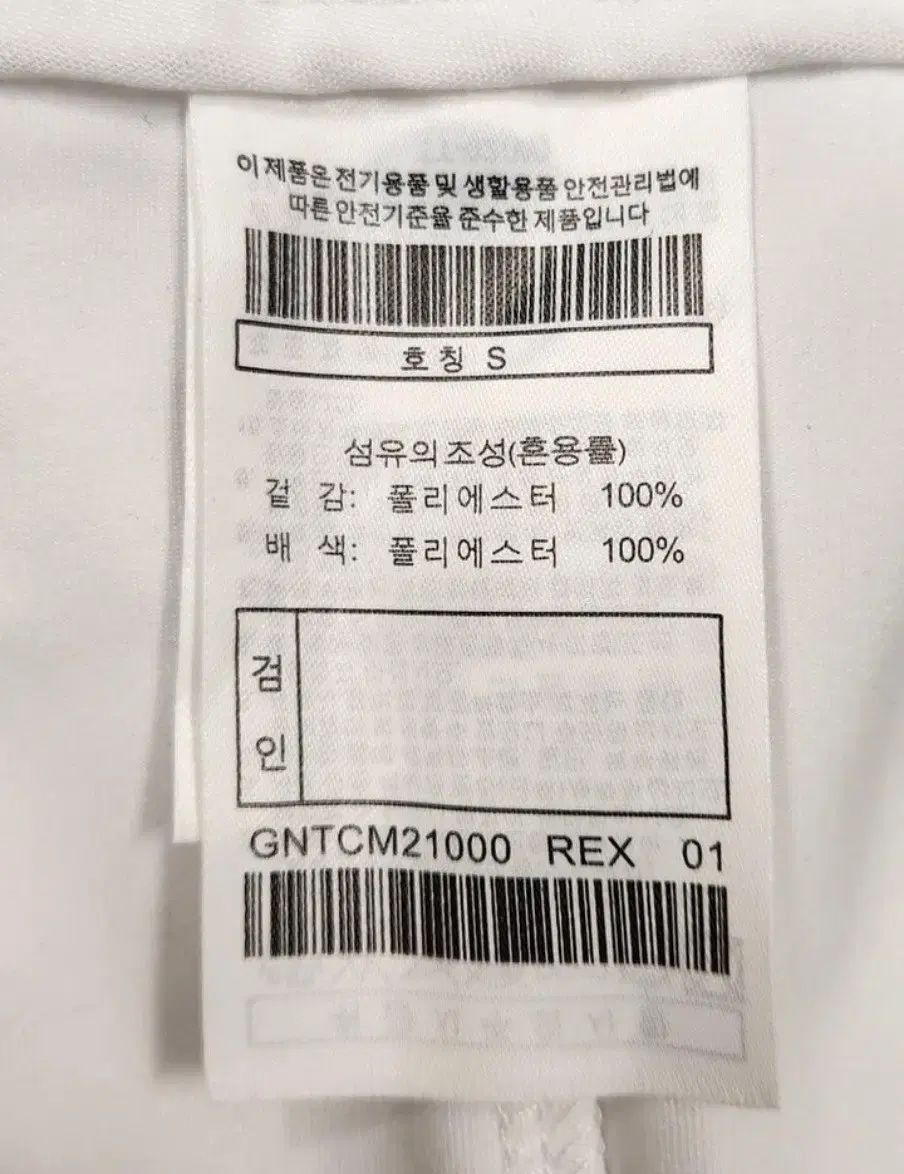 이 제품은 전기용품 및 생활용품 안전관리법에
따른 안전기준을 준수한 제품입니다
호칭 S
섬유의 조성(혼용률)
겉 감: 폴리에스터 100%
배 색: 폴리에스터 100%
검
인
GNTCM21000 REX 01